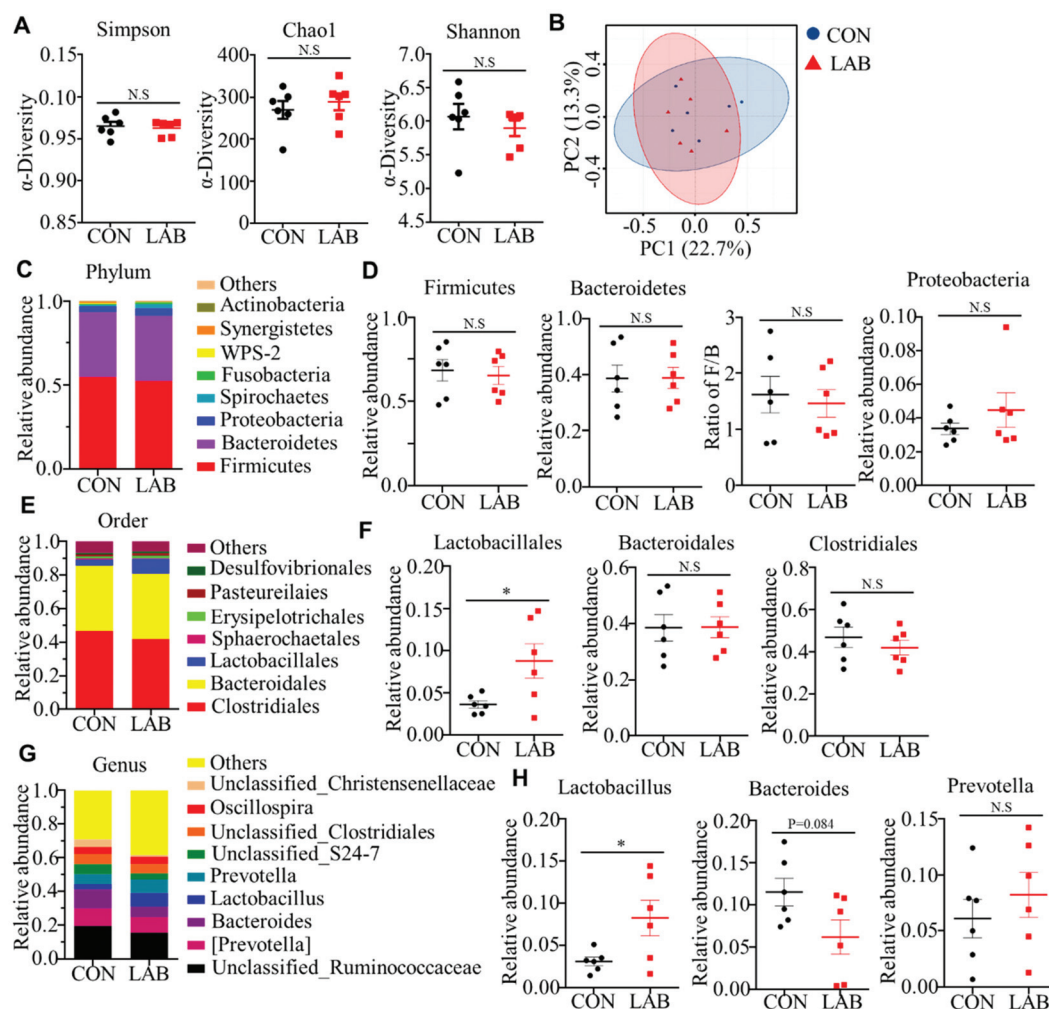 A
Simpson
Chao1
Shannon
B
CON
LAB
α-Diversity
0.15
0.10
0.95
0.90
0.85
N.S
CON LAB
α-Diversity
400
300
200
100
0
N.S
CON LAB
α-Diversity
7.0
6.5
6.0
5.5
5.0
4.5
N.S
CON LAB
PC2 (13.3%)
0.4
0.0
-0.4
-0.5 0.0 0.5
PC1 (22.7%)
C
Phylum
Relative abundance
1.0
0.5
0.0
CON LAB
Others
Actinobacteria
Synergistetes
WPS-2
Fusobacteria
Spirochaetes
Proteobacteria
Bacteroidetes
Firmicutes
D
Firmicutes
Relative abundance
1.0
0.5
0.0
N.S
CON LAB
Bacteroidetes
Relative abundance
1.0
0.4
0.2
0.0
N.S
CON LAB
Ratio of F/B
3
2
1
0
N.S
CON LAB
Proteobacteria
Relative abundance
0.10
0.08
0.06
0.04
0.02
0.00
N.S
CON LAB
E
Order
Relative abundance
1.0
0.8
0.6
0.4
0.2
0.0
CON LAB
Others
Desulfovibrionales
Pasteureilaies
Erysipelotrichales
Sphaerochaetales
Lactobacillales
Bacteroidales
Clostridiales
F
Lactobacillales
Relative abundance
0.20
0.15
0.10
0.05
0.00
*
CON LAB
Bacteroidales
Relative abundance
0.6
0.4
0.2
0.0
N.S
CON LAB
Clostridiales
Relative abundance
0.8
0.6
0.4
0.2
0.0
N.S
CON LAB
G
Genus
Relative abundance
1.0
0.8
0.6
0.4
0.2
0.0
CON LAB
Others
Unclassified_Christensenellaceae
Oscillospira
Unclassified_Clostridiales
Unclassified_S24-7
Prevotella
Lactobacillus
Bacteroides
[Prevotella]
Unclassified_Ruminococcaceae
H
Lactobacillus
Relative abundance
0.20
0.15
0.10
0.05
0.00
*
CON LAB
Bacteroides
Relative abundance
0.20
0.15
0.10
0.05
0.00
P=0.084
CON LAB
Prevotella
Relative abundance
0.15
0.10
0.05
0.00
N.S
CON LAB